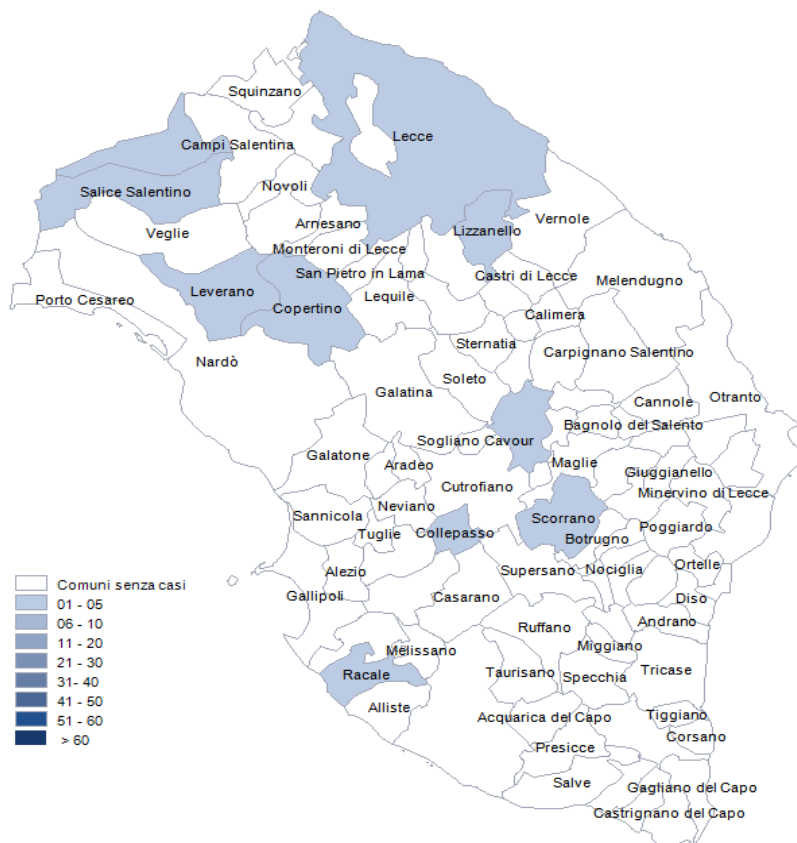 Squinzano
Lecce
Campi Salentina
Novoli
Salice Salentino
Arnesano
Vernole
Lizzanello
Veglie
Monteroni di Lecce
San Pietro in Lama
Castri di Lecce
Melendugno
Leverano
Lequile
Porto Cesareo
Copertino
Calimera
Sternatia
Carpignano Salentino
Nardò
Soleto
Galatina
Cannole
Otranto
Bagnolo del Salento
Sogliano Cavour
Galatone
Aradeo
Maglie
Giuggianello
Cutrofiano
Minervino di Lecce
Neviano
Sannicola
Scorrano
Poggiardo
Tuglie
Collepasso
Botrugno
Supersano
Nociglia
Ortelle
Alezio
Gallipoli
Casarano
Diso
Andrano
Ruffano
Miggiano
Melissano
Racale
Taurisano
Specchia
Tricase
Alliste
Acquarica del Capo
Tiggiano
Corsano
Presicce
Salve
Gagliano del Capo
Castrignano del Capo
Comuni senza casi
01 - 05
06 - 10
11 - 20
21 - 30
31- 40
41 - 50
51 - 60
> 60